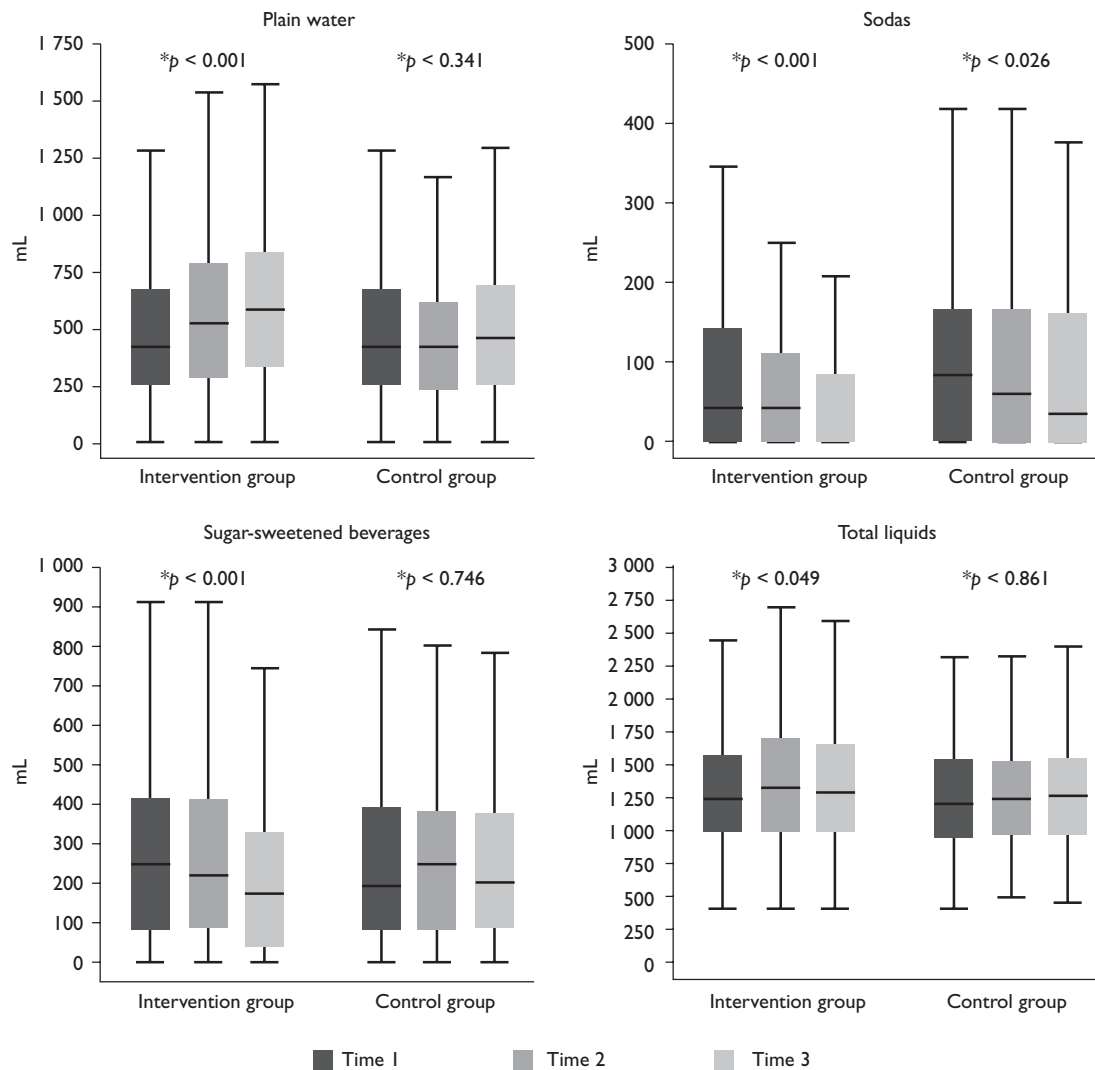 Plain water
1 750
1 500
1 250
1 000
750
500
250
0
mL
*p < 0.001
*p < 0.341
Intervention group
Control group
Sodas
500
400
300
200
100
0
mL
*p < 0.001
*p < 0.026
Intervention group
Control group
Sugar-sweetened beverages
1 000
900
800
700
600
500
400
300
200
100
0
mL
*p < 0.001
*p < 0.746
Intervention group
Control group
Total liquids
3 000
2 750
2 500
2 250
2 000
1 750
1 500
1 250
1 000
750
500
250
0
mL
*p < 0.049
*p < 0.861
Intervention group
Control group
Time 1
Time 2
Time 3